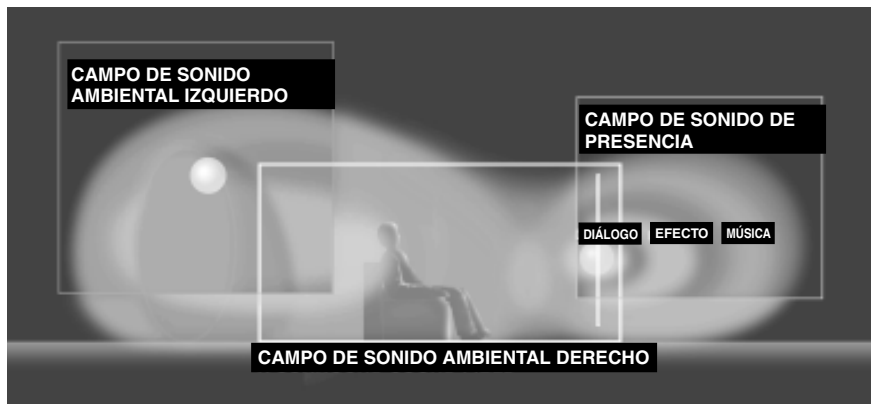 CAMPO DE SONIDO
AMBIENTAL IZQUIERDO
CAMPO DE SONIDO DE
PRESENCIA
DIÁLOGO
EFECTO
MÚSICA
CAMPO DE SONIDO AMBIENTAL DERECHO